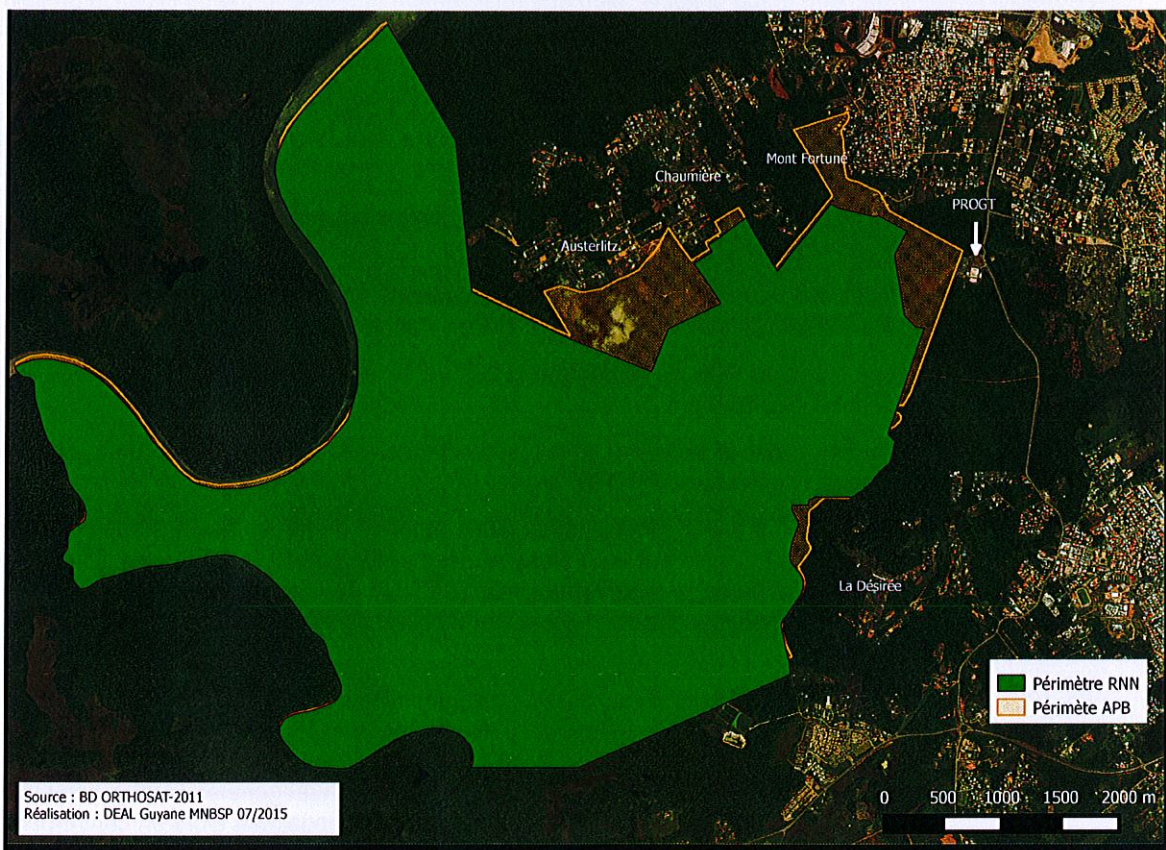 Mont Fortuné
Chaumière
PROGT
Austerlitz
La Désirée
Périmètre RNN
Périmète APB
Source : BD ORTHOSAT-2011
Réalisation : DEAL Guyane MNBSP 07/2015
0 500 1000 1500 2000 m